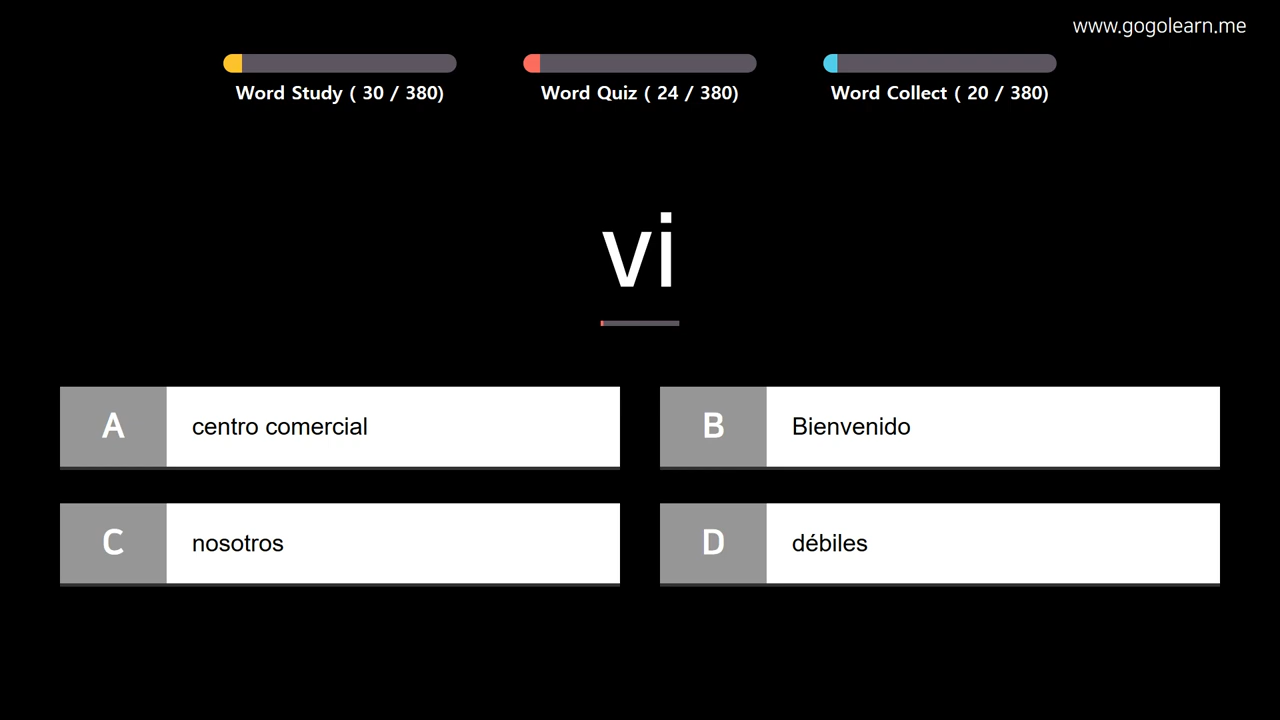 www.gogolearn.me
Word Study ( 30 / 380)
Word Quiz ( 24 / 380)
Word Collect ( 20 / 380)
vi
A centro comercial
B Bienvenido
C nosotros
D débiles